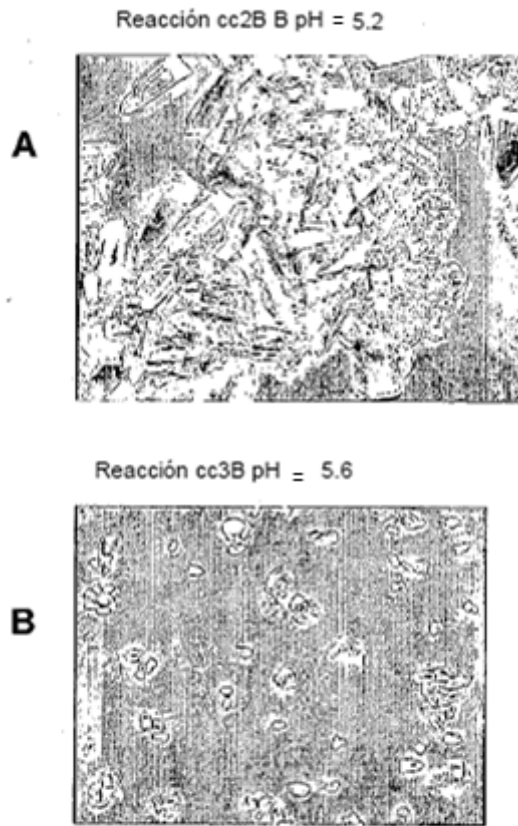 Reacción cc2B B pH = 5.2
A
Reacción cc3B pH = 5.6
B